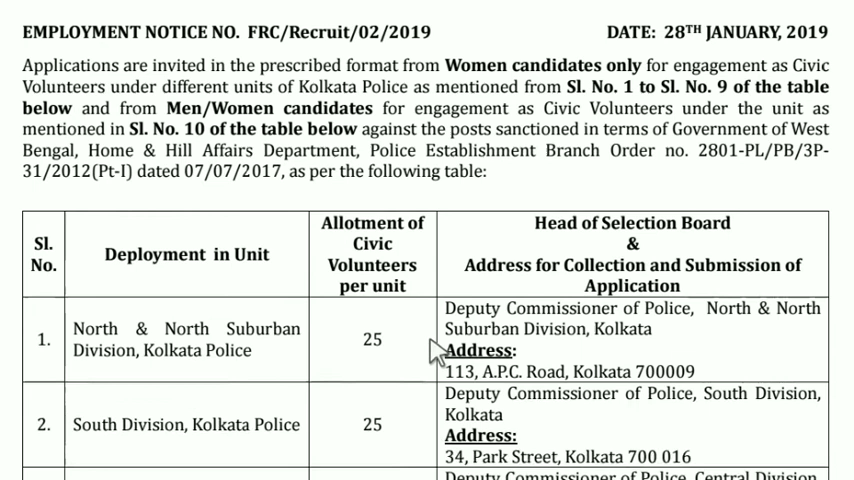 EMPLOYMENT NOTICE NO. FRC/Recruit/02/2019 DATE: 28TH JANUARY, 2019
Applications are invited in the prescribed format from Women candidates only for engagement as Civic
Volunteers under different units of Kolkata Police as mentioned from Sl. No. 1 to Sl. No. 9 of the table
below and from Men/Women candidates for engagement as Civic Volunteers under the unit as
mentioned in Sl. No. 10 of the table below against the posts sanctioned in terms of Government of West
Bengal, Home & Hill Affairs Department, Police Establishment Branch Order no. 2801-PL/PB/3P-
31/2012(Pt-I) dated 07/07/2017, as per the following table:
Sl.
No.
Deployment in Unit
Allotment of
Civic
Volunteers
per unit
Head of Selection Board
&
Address for Collection and Submission of
Application
1.
North & North Suburban
Division, Kolkata Police
25
Deputy Commissioner of Police, North & North
Suburban Division, Kolkata
Address:
113, A.P.C. Road, Kolkata 700009
2.
South Division, Kolkata Police
25
Deputy Commissioner of Police, South Division,
Kolkata
Address:
34, Park Street, Kolkata 700 016
Deputy Commissioner of Police, Central Division,